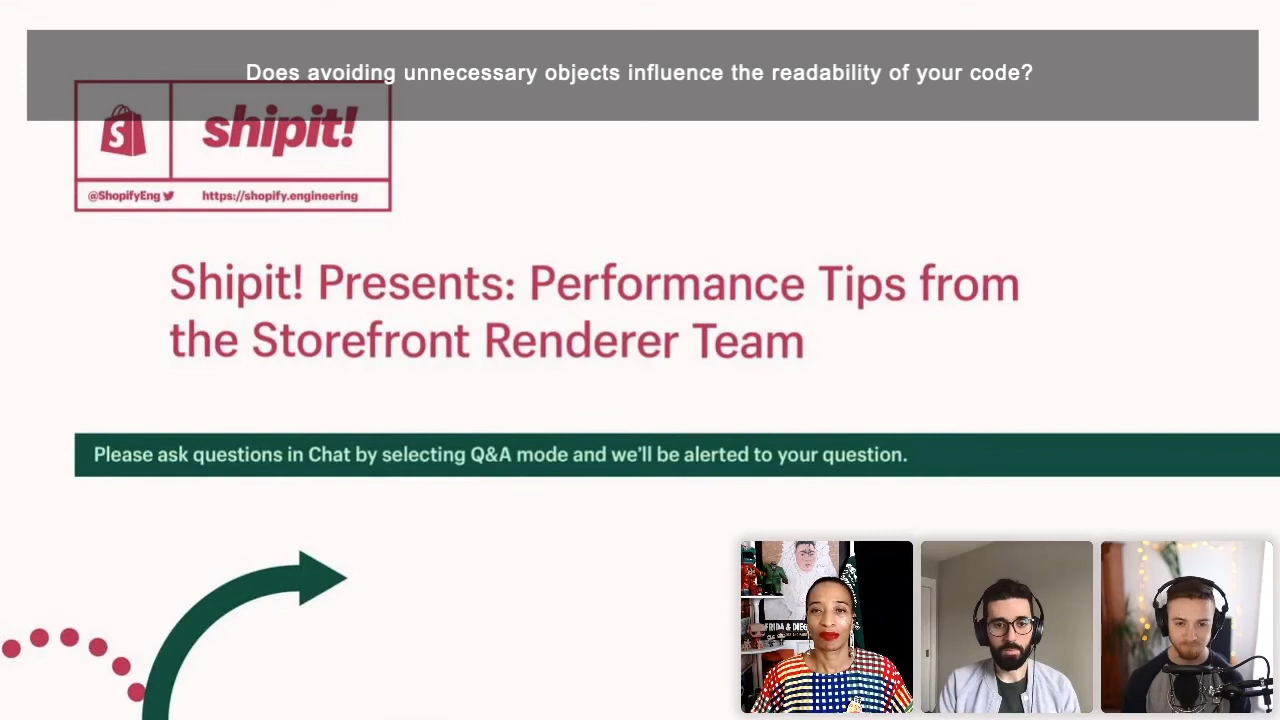 Does avoiding unnecessary objects influence the readability of your code?
S
shipit!
@ShopifyEng
https://shopify.engineering
Shipit! Presents: Performance Tips from
the Storefront Renderer Team
Please ask questions in Chat by selecting Q&A mode and we'll be alerted to your question.
FRIDA & DIEG